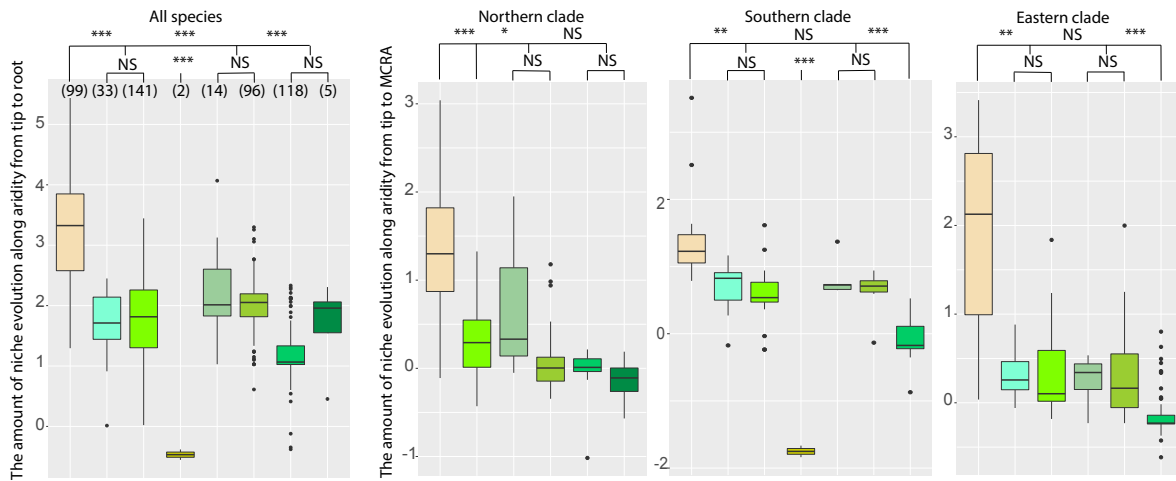 All species
*** *** ***
NS *** NS NS
(99) (33) (141) (2) (14) (96) (118) (5)
The amount of niche evolution along aridity from tip to root
5
4
3
2
1
0
Northern clade
*** * NS
NS NS
The amount of niche evolution along aridity from tip to MCRA
3
2
1
0
-1
Southern clade
** NS ***
NS *** NS
2
0
-2
Eastern clade
** NS ***
NS NS
3
2
1
0